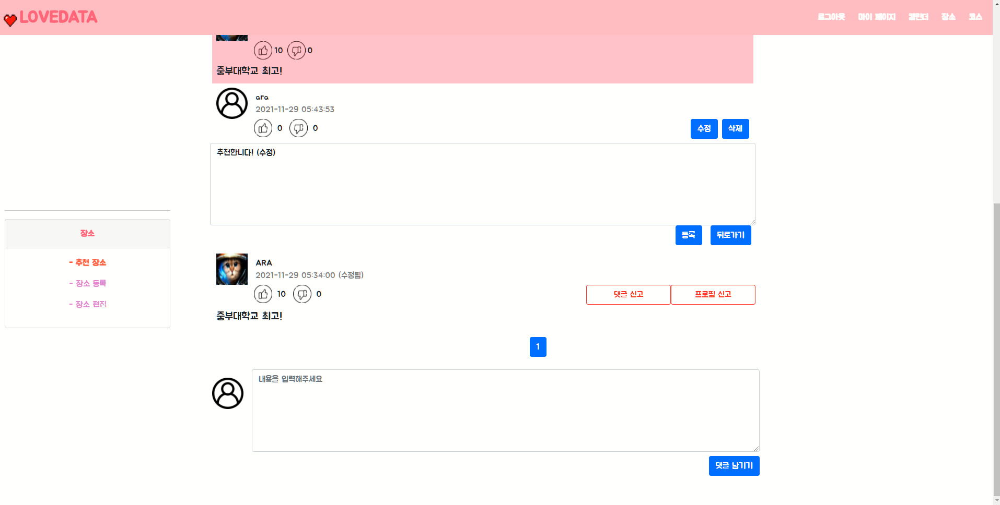 LOVEDATA
로그아웃 마이 페이지 캘린더 장소 코스
10 0
중부대학교 최고!
ara
2021-11-29 05:43:53
0 0
수정 삭제
추천합니다! (수정)
등록 뒤로가기
장소
- 추천 장소
- 장소 등록
- 장소 편집
ARA
2021-11-29 05:34:00 (수정됨)
10 0
댓글 신고 프로필 신고
중부대학교 최고!
1
내용을 입력해주세요
댓글 남기기